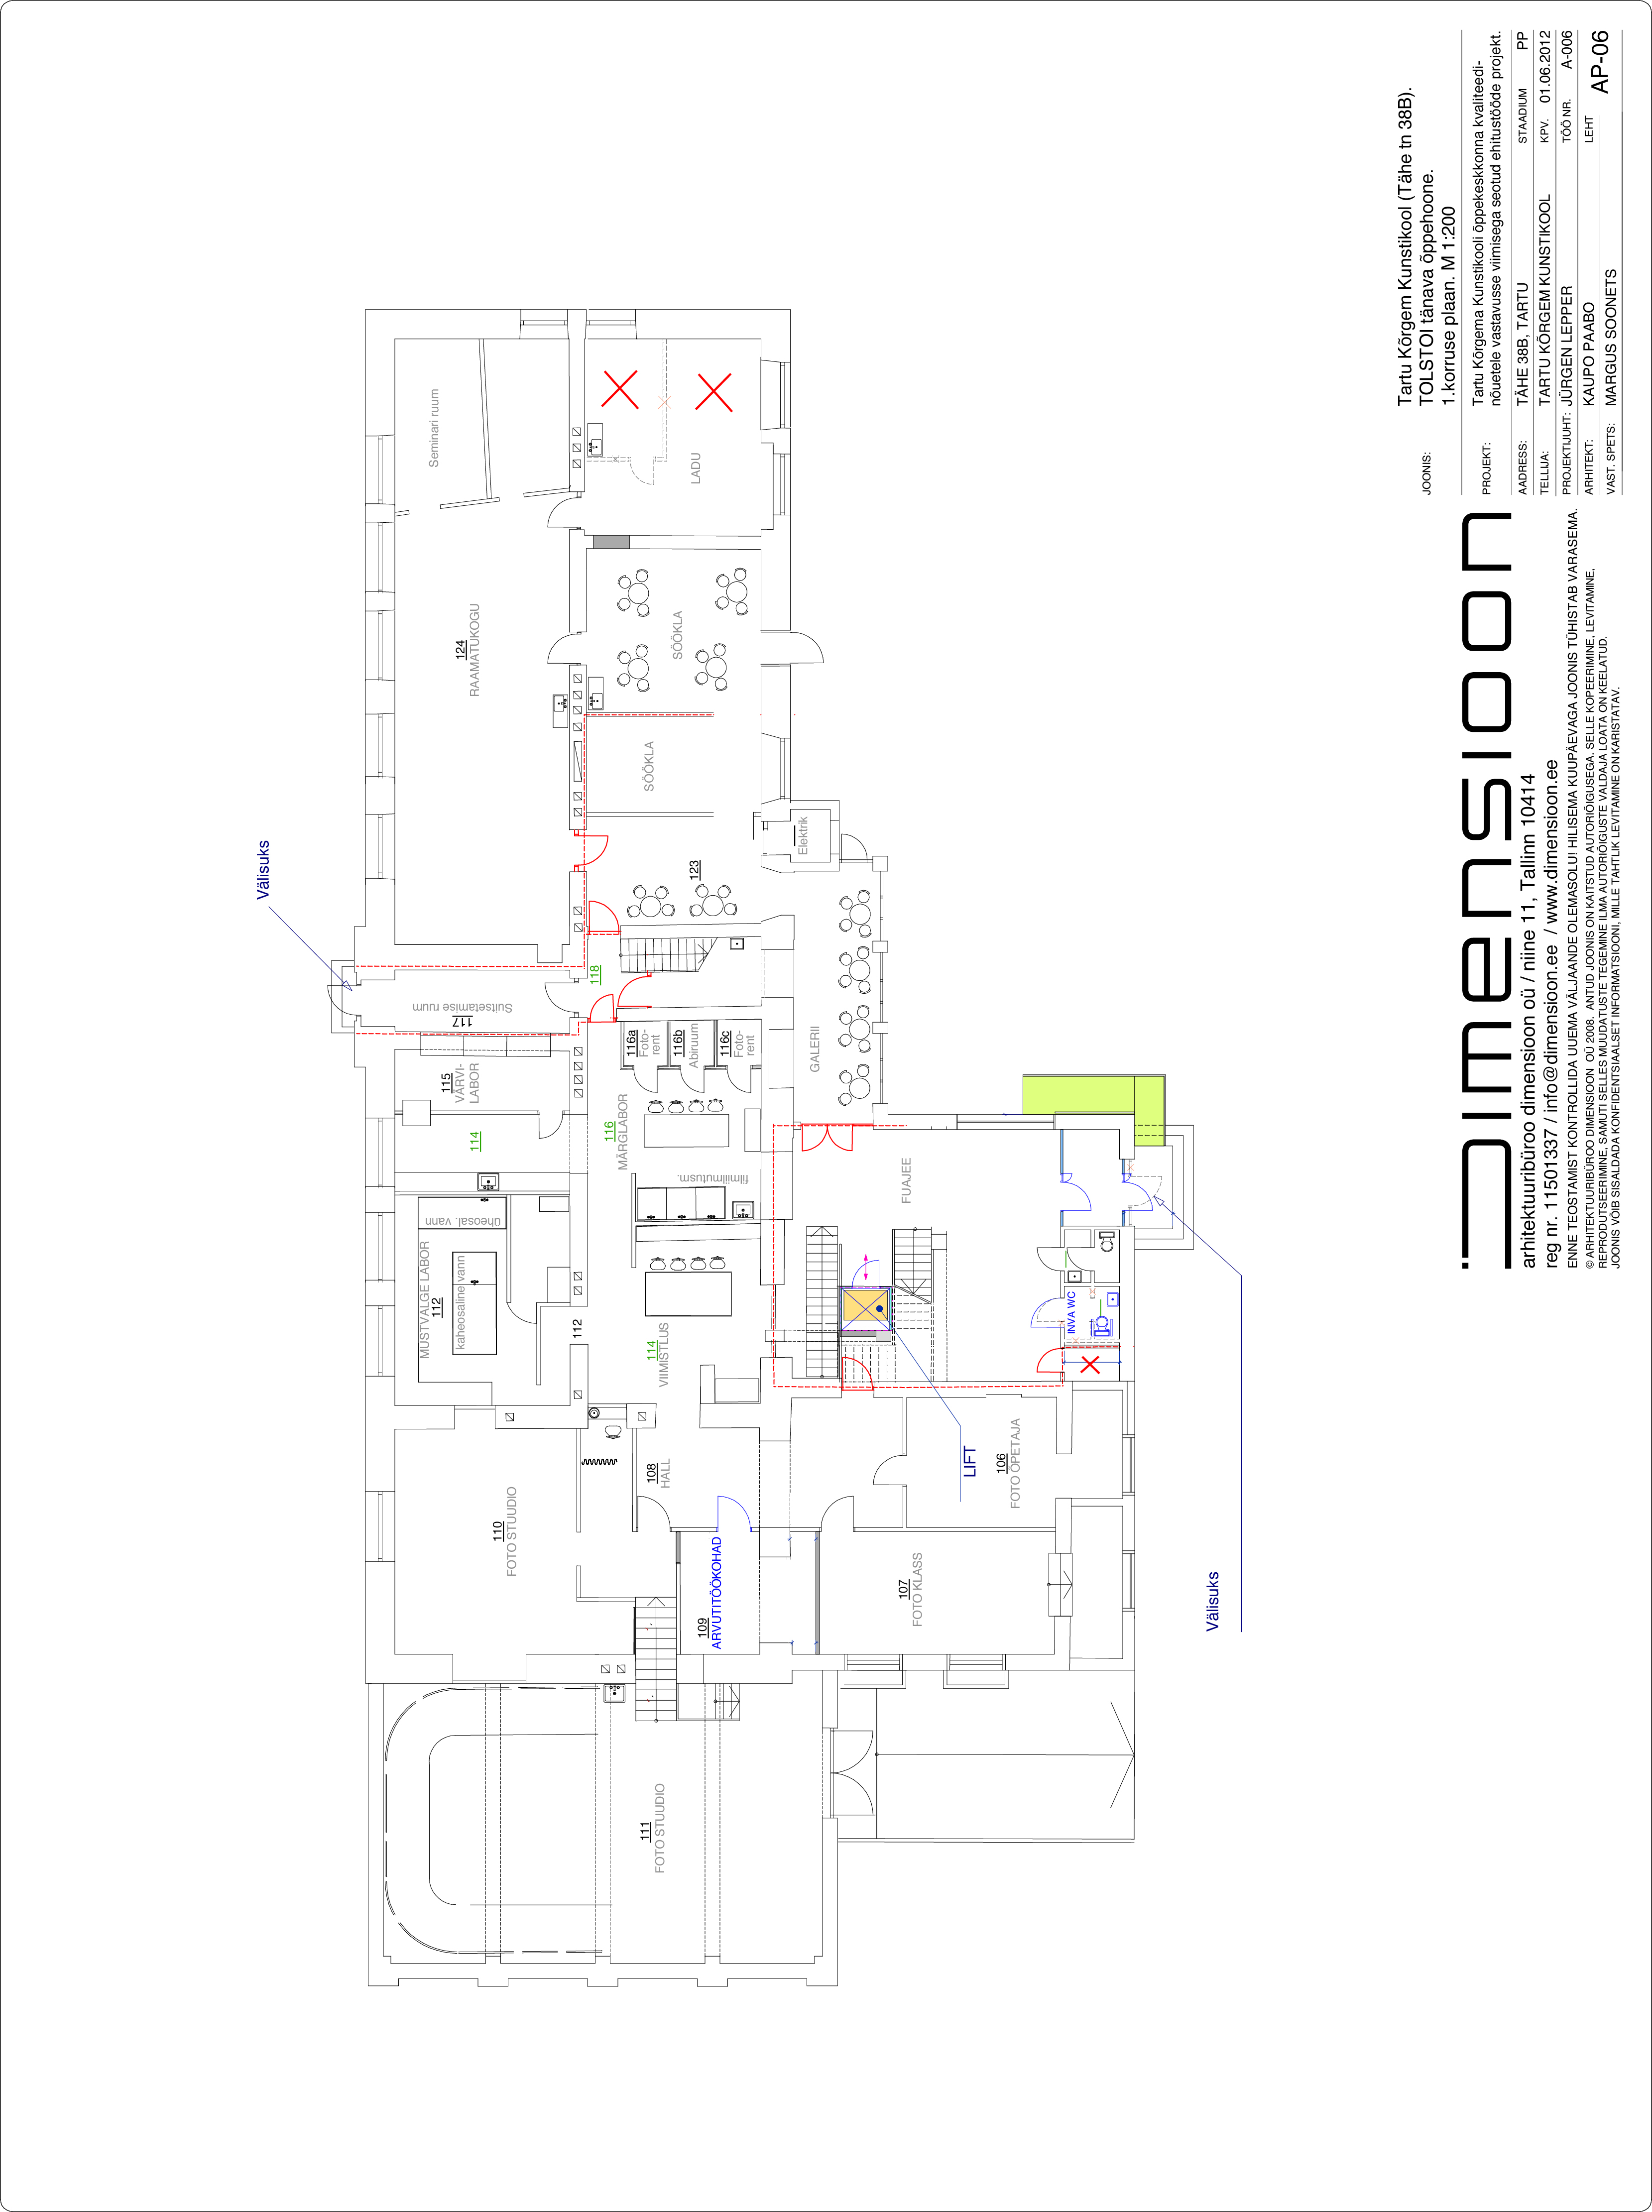 Välisuks
MUSTVALGE LABOR
112
kaheosaline vann
üheosal. vann
114
115
VÄRVI-
LABOR
117
Suitsetamise ruum
124
RAAMATUKOGU
Seminari ruum
110
FOTO STUUDIO
112
118
116
MÄRGLABOR
116a
Foto-
rent
116b
Abiruum
116c
Foto-
rent
111
FOTO STUUDIO
108
HALL
114
VIIMISTLUS
filmiilmutusm.
109
ARVUTITÖÖKOHAD
123
SÖÖKLA
SÖÖKLA
LADU
GALERII
Elektrik
107
FOTO KLASS
FUAJEE
LIFT
106
FOTO ÕPETAJA
INVA WC
Välisuks
DIMENSIOON
arhitektuuribüroo dimensioon oü / niine 11, Tallinn 10414
reg nr. 11501337 / info@dimensioon.ee / www.dimensioon.ee
ENNE TEOSTAMIST KONTROLLIDA UUEMA VÄLJAANDE OLEMASOLU! HILISEMA KUUPÄEVAGA JOONIS TÜHISTAB VARASEMA.
© ARHITEKTUURIBÜROO DIMENSIOON OÜ 2008. ANTUD JOONIS ON KAITSTUD AUTORIÕIGUSEGA. SELLE KOPEERIMINE, LEVITAMINE,
REPRODUTSEERIMINE, SAMUTI SELLES MUUDATUSTE TEGEMINE ILMA AUTORIÕIGUSTE VALDAJA LOATA ON KEELATUD.
JOONIS VÕIB SISALDADA KONFIDENTSIAALSET INFORMATSIOONI, MILLE TAHTLIK LEVITAMINE ON KARISTATAV.
JOONIS:
Tartu Kõrgem Kunstikool (Tähe tn 38B).
TOLSTOI tänava õppehoone.
1.korruse plaan. M 1:200
PROJEKT:
Tartu Kõrgema Kunstikooli õppekeskkonna kvaliteedi-
nõuetele vastavusse viimisega seotud ehitustööde projekt.
AADRESS: TÄHE 38B, TARTU STAADIUM PP
TELLIJA: TARTU KÕRGEM KUNSTIKOOL KPV. 01.06.2012
PROJEKTIJUHT: JÜRGEN LEPPER TÖÖ NR. A-006
ARHITEKT: KAUPO PAABO LEHT AP-06
VAST. SPETS: MARGUS SOONETS